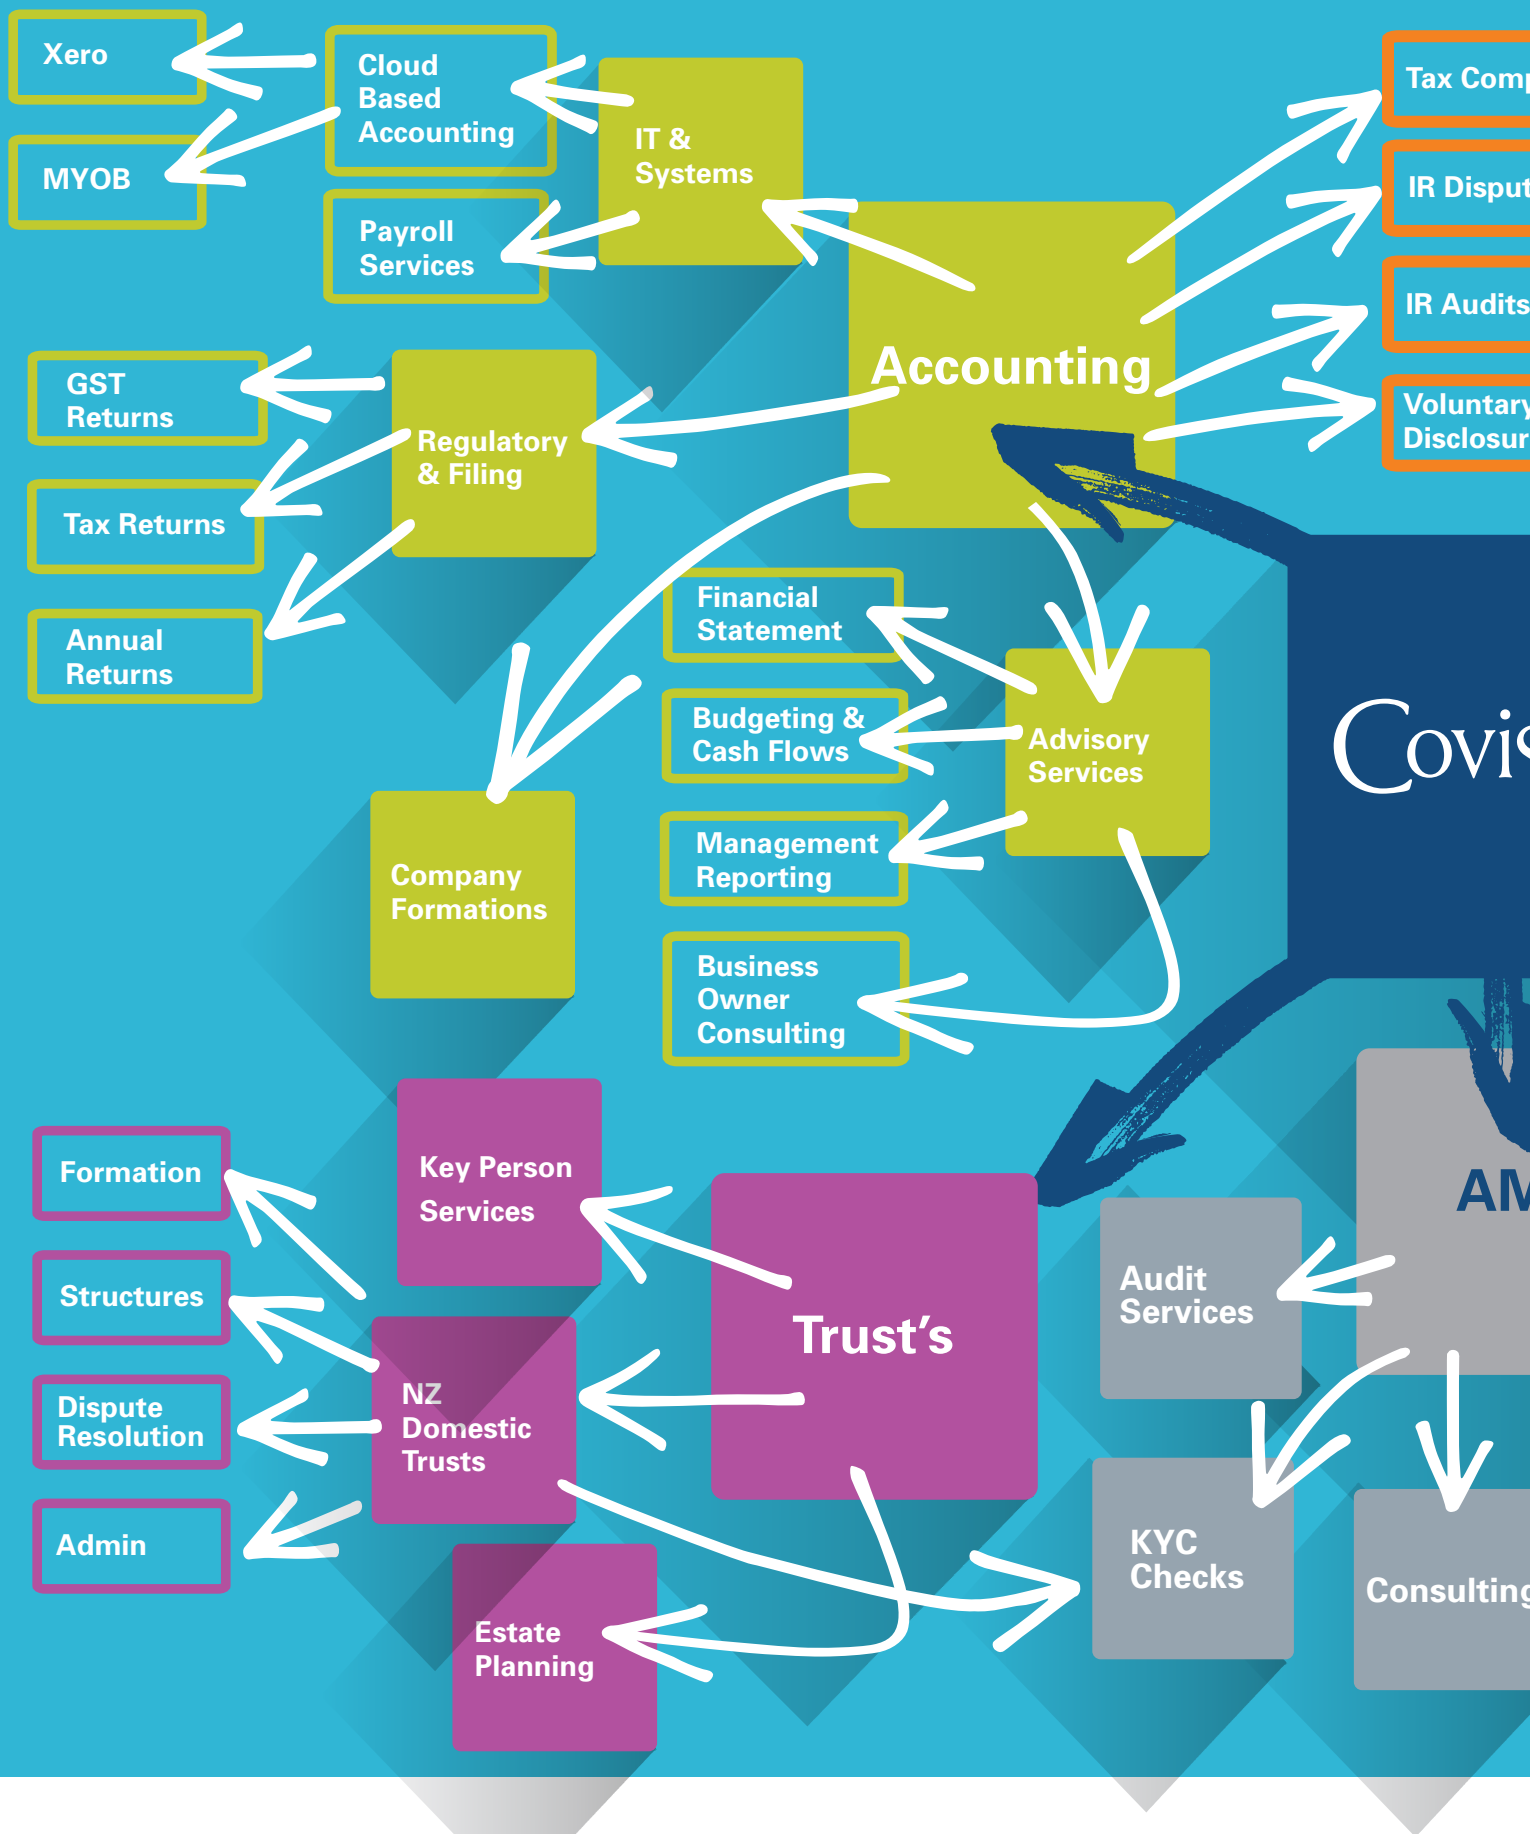 Xero
MYOB
Cloud
Based
Accounting
Payroll
Services
IT &
Systems
Accounting
Tax Comp
IR Disput
IR Audits
Voluntary
Disclosur
GST
Returns
Tax Returns
Annual
Returns
Regulatory
& Filing
Financial
Statement
Budgeting &
Cash Flows
Management
Reporting
Business
Owner
Consulting
Advisory
Services
Covis
Company
Formations
Key Person
Services
Formation
Structures
Dispute
Resolution
Admin
NZ
Domestic
Trusts
Trust’s
Estate
Planning
AM
Audit
Services
KYC
Checks
Consulting